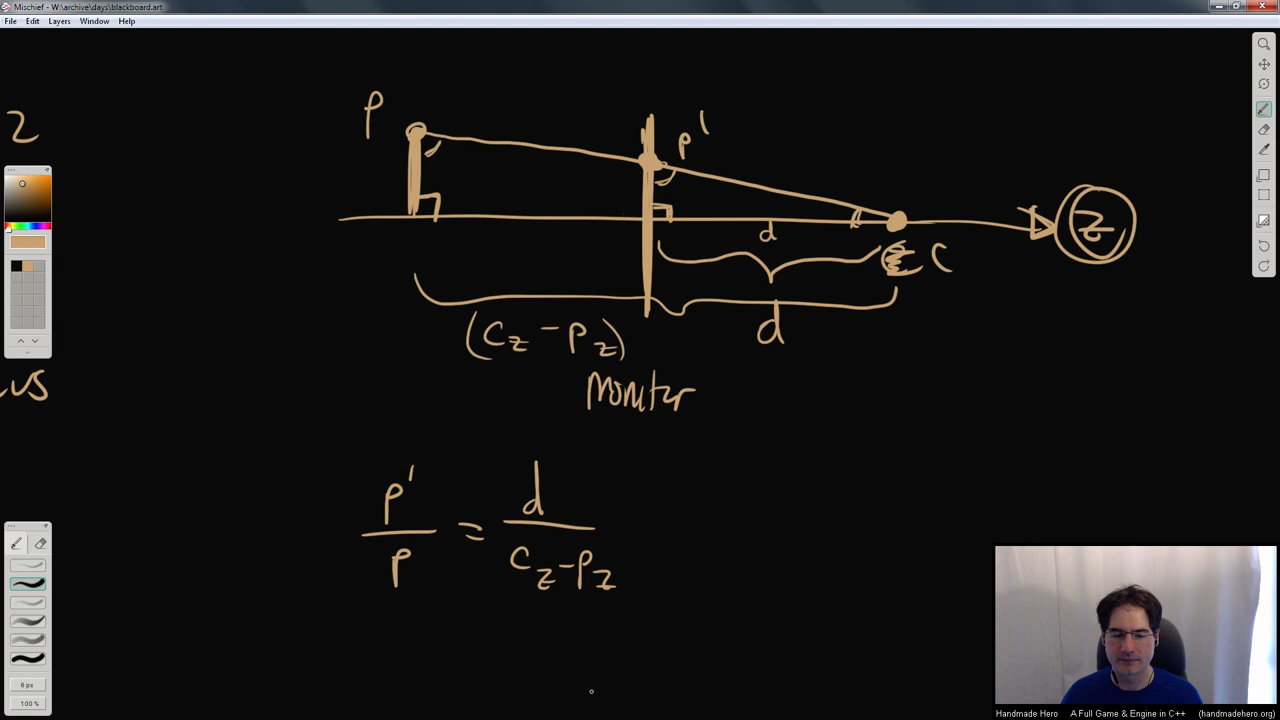 Mischief - W:\archive\days\blackboard.art
File Edit Layers Window Help
2
P
P'
d
Z
C
(Cz - Pz)
d
Monitor
us
P' / P = d / Cz - Pz
6 px
100 %
Handmade Hero A Full Game & Engine in C++ (handmadehero.org)